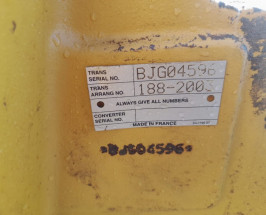 TRANS SERIAL NO. BJG04596
TRANS ARRANG NO. 188-2003
ALWAYS GIVE ALL NUMBERS
CONVERTER SERIAL NO.
MADE IN FRANCE
*BJG04596*